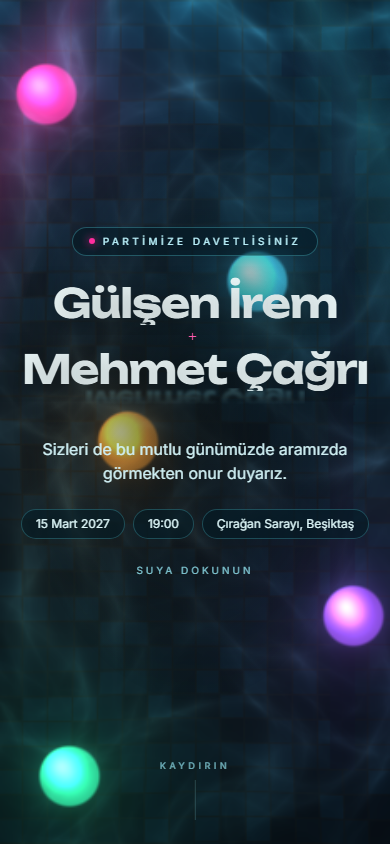 PARTİMİZE DAVETLİSİNİZ
Gülşen İrem
+
Mehmet Çağrı
Sizleri de bu mutlu günümüzde aramızda
görmekten onur duyarız.
15 Mart 2027 19:00 Çırağan Sarayı, Beşiktaş
SUYA DOKUNUN
KAYDIRIN